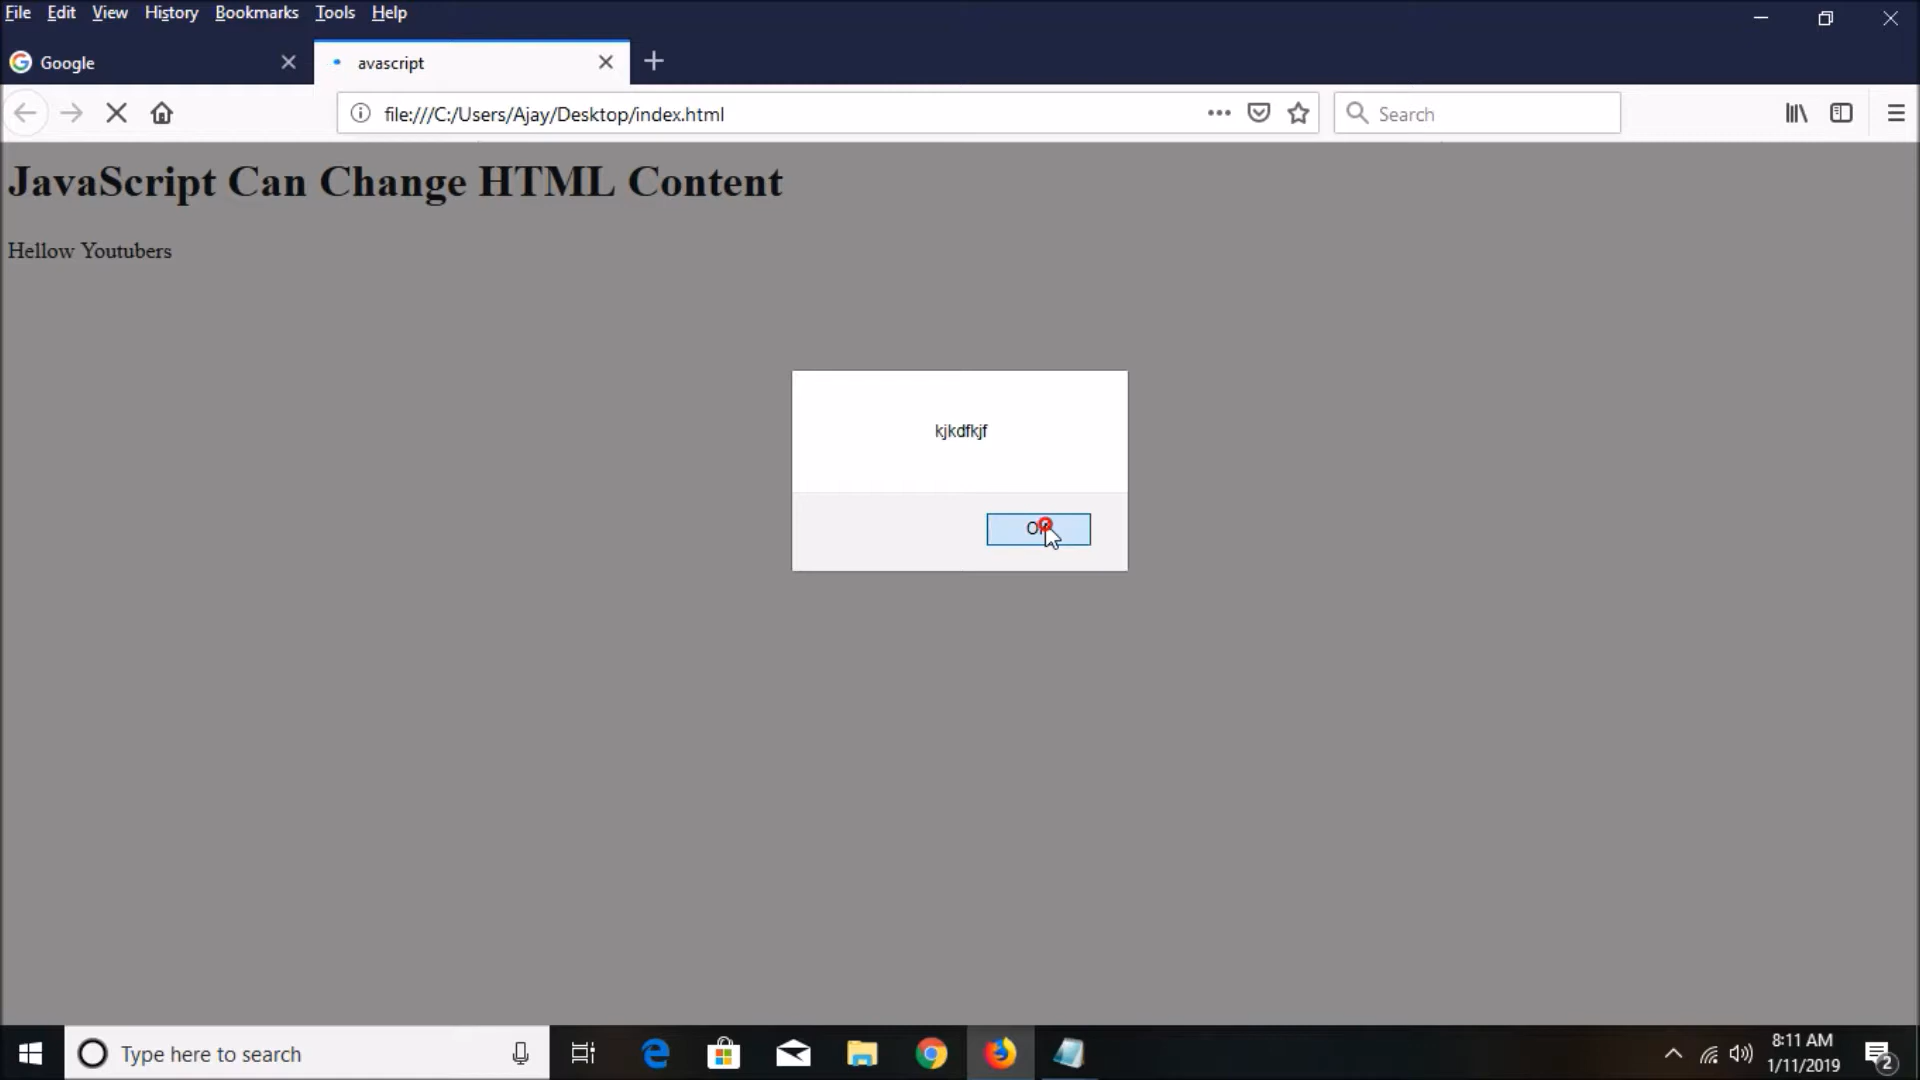 File Edit View History Bookmarks Tools Help
Google
avascript
file:///C:/Users/Ajay/Desktop/index.html
Search
JavaScript Can Change HTML Content
Hellow Youtubers
kjkdfkjf
Type here to search
8:11 AM
1/11/2019
2